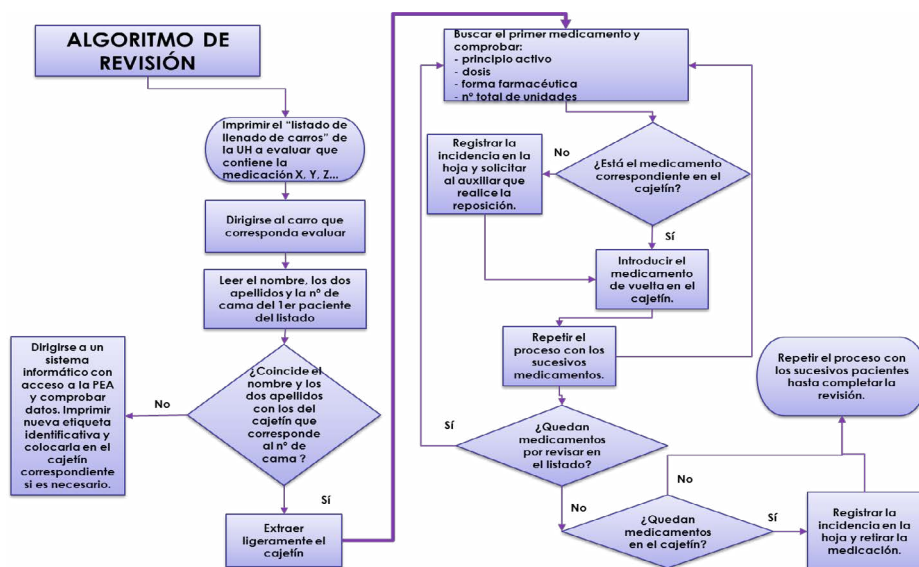 ALGORITMO DE
REVISIÓN
Imprimir el “listado de
llenado de carros” de
la UH a evaluar que
contiene la
medicación X, Y, Z...
Dirigirse al carro que
corresponda evaluar
Leer el nombre, los dos
apellidos y la nº de
cama del 1er paciente
del listado
¿Coincide el
nombre y los
dos apellidos
con los del
cajetín que
corresponde
al nº de
cama ?
No
Dirigirse a un
sistema
informático con
acceso a la PEA
y comprobar
datos. Imprimir
nueva etiqueta
identificativa y
colocarla en el
cajetín
correspondiente
si es necesario.
Sí
Extraer
ligeramente el
cajetín
Buscar el primer medicamento y
comprobar:
- principio activo
- dosis
- forma farmacéutica
- nº total de unidades
¿Está el medicamento
correspondiente en el
cajetín?
No
Registrar la
incidencia en la
hoja y solicitar
al auxiliar que
realice la
reposición.
Sí
Introducir el
medicamento
de vuelta en el
cajetín.
Repetir el
proceso con los
sucesivos
medicamentos.
¿Quedan
medicamentos
por revisar en
el listado?
Sí
No
¿Quedan
medicamentos
en el cajetín?
No
Sí
Registrar la
incidencia en la
hoja y retirar la
medicación.
Repetir el proceso con
los sucesivos pacientes
hasta completar la
revisión.